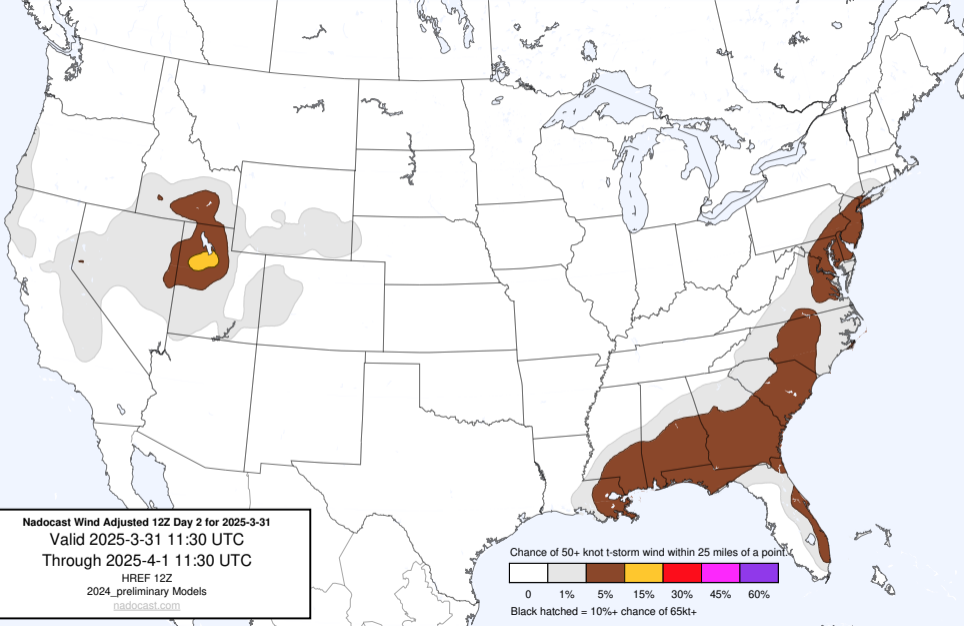 Nadocast Wind Adjusted 12Z Day 2 for 2025-3-31
Valid 2025-3-31 11:30 UTC
Through 2025-4-1 11:30 UTC
HREF 12Z
2024_preliminary Models
nadocast.com
Chance of 50+ knot t-storm wind within 25 miles of a point.
0 1% 5% 15% 30% 45% 60%
Black hatched = 10%+ chance of 65kt+